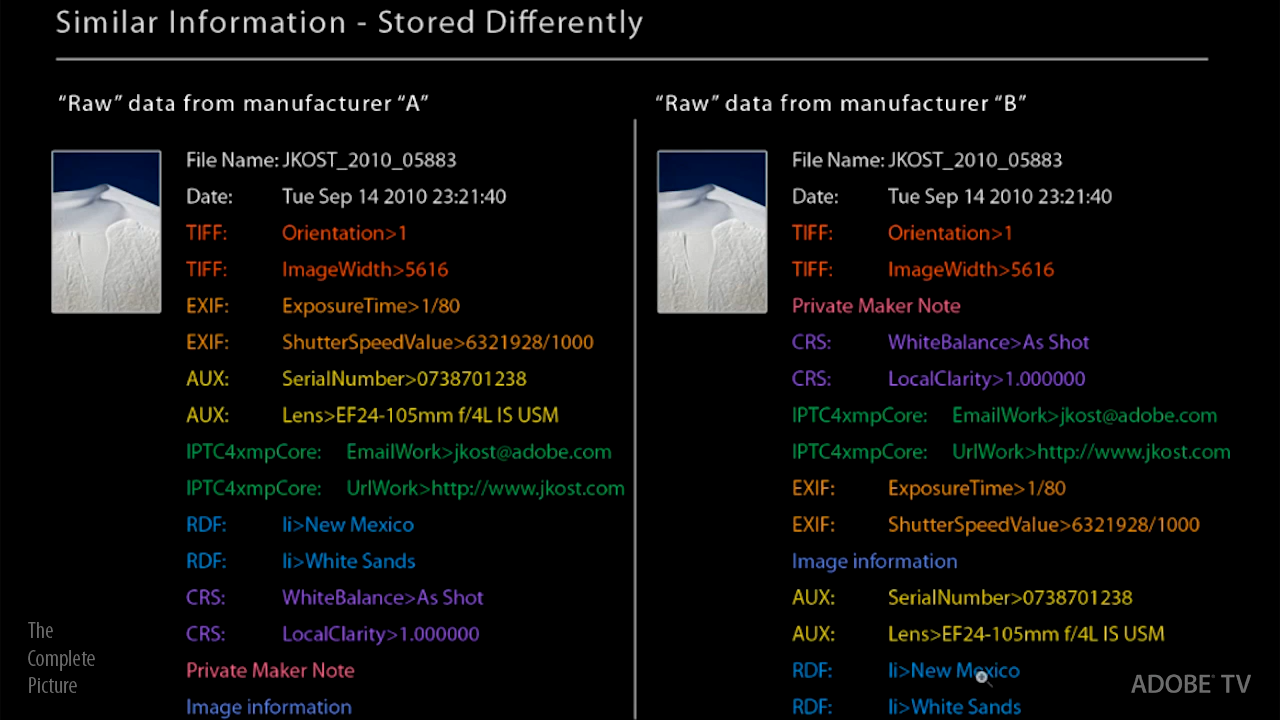 Similar Information - Stored Differently
“Raw” data from manufacturer “A”
File Name: JKOST_2010_05883
Date: Tue Sep 14 2010 23:21:40
TIFF: Orientation>1
TIFF: ImageWidth>5616
EXIF: ExposureTime>1/80
EXIF: ShutterSpeedValue>6321928/1000
AUX: SerialNumber>0738701238
AUX: Lens>EF24-105mm f/4L IS USM
IPTC4xmpCore: EmailWork>jkost@adobe.com
IPTC4xmpCore: UrlWork>http://www.jkost.com
RDF: li>New Mexico
RDF: li>White Sands
CRS: WhiteBalance>As Shot
CRS: LocalClarity>1.000000
Private Maker Note
Image information
“Raw” data from manufacturer “B”
File Name: JKOST_2010_05883
Date: Tue Sep 14 2010 23:21:40
TIFF: Orientation>1
TIFF: ImageWidth>5616
Private Maker Note
CRS: WhiteBalance>As Shot
CRS: LocalClarity>1.000000
IPTC4xmpCore: EmailWork>jkost@adobe.com
IPTC4xmpCore: UrlWork>http://www.jkost.com
EXIF: ExposureTime>1/80
EXIF: ShutterSpeedValue>6321928/1000
Image information
AUX: SerialNumber>0738701238
AUX: Lens>EF24-105mm f/4L IS USM
RDF: li>New Mexico
RDF: li>White Sands
The
Complete
Picture
ADOBE® TV